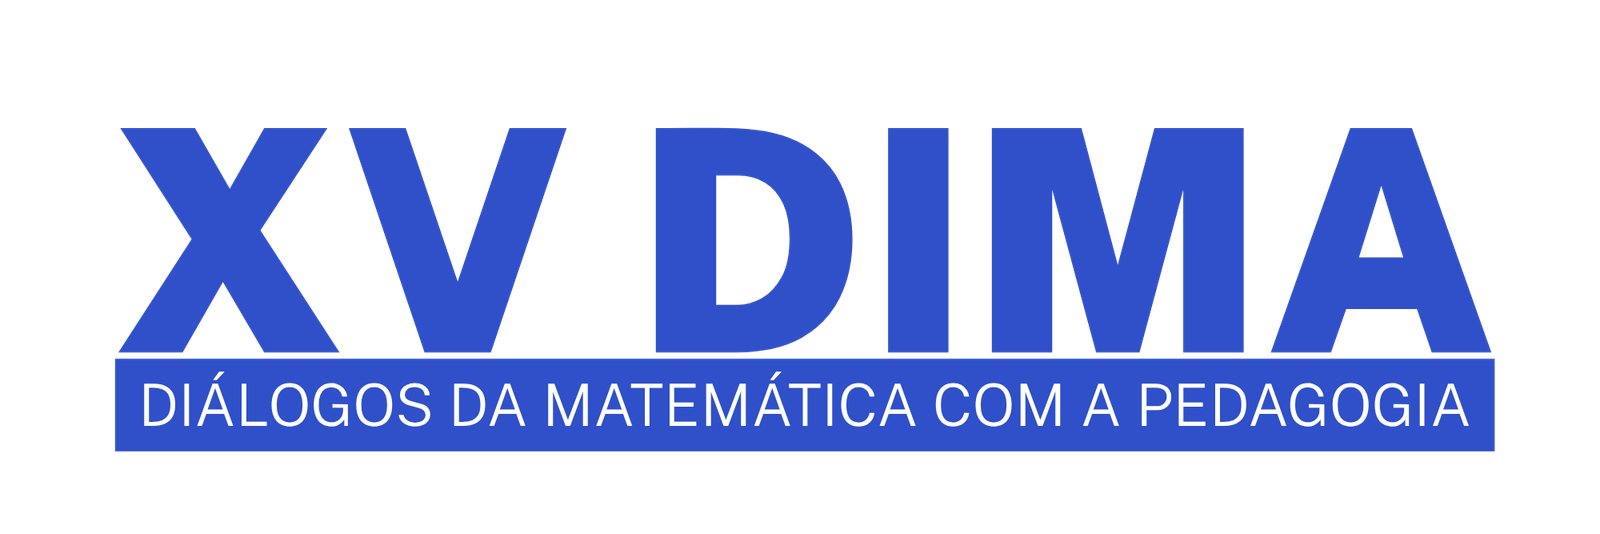 XV DIMA
DIÁLOGOS DA MATEMÁTICA COM A PEDAGOGIA